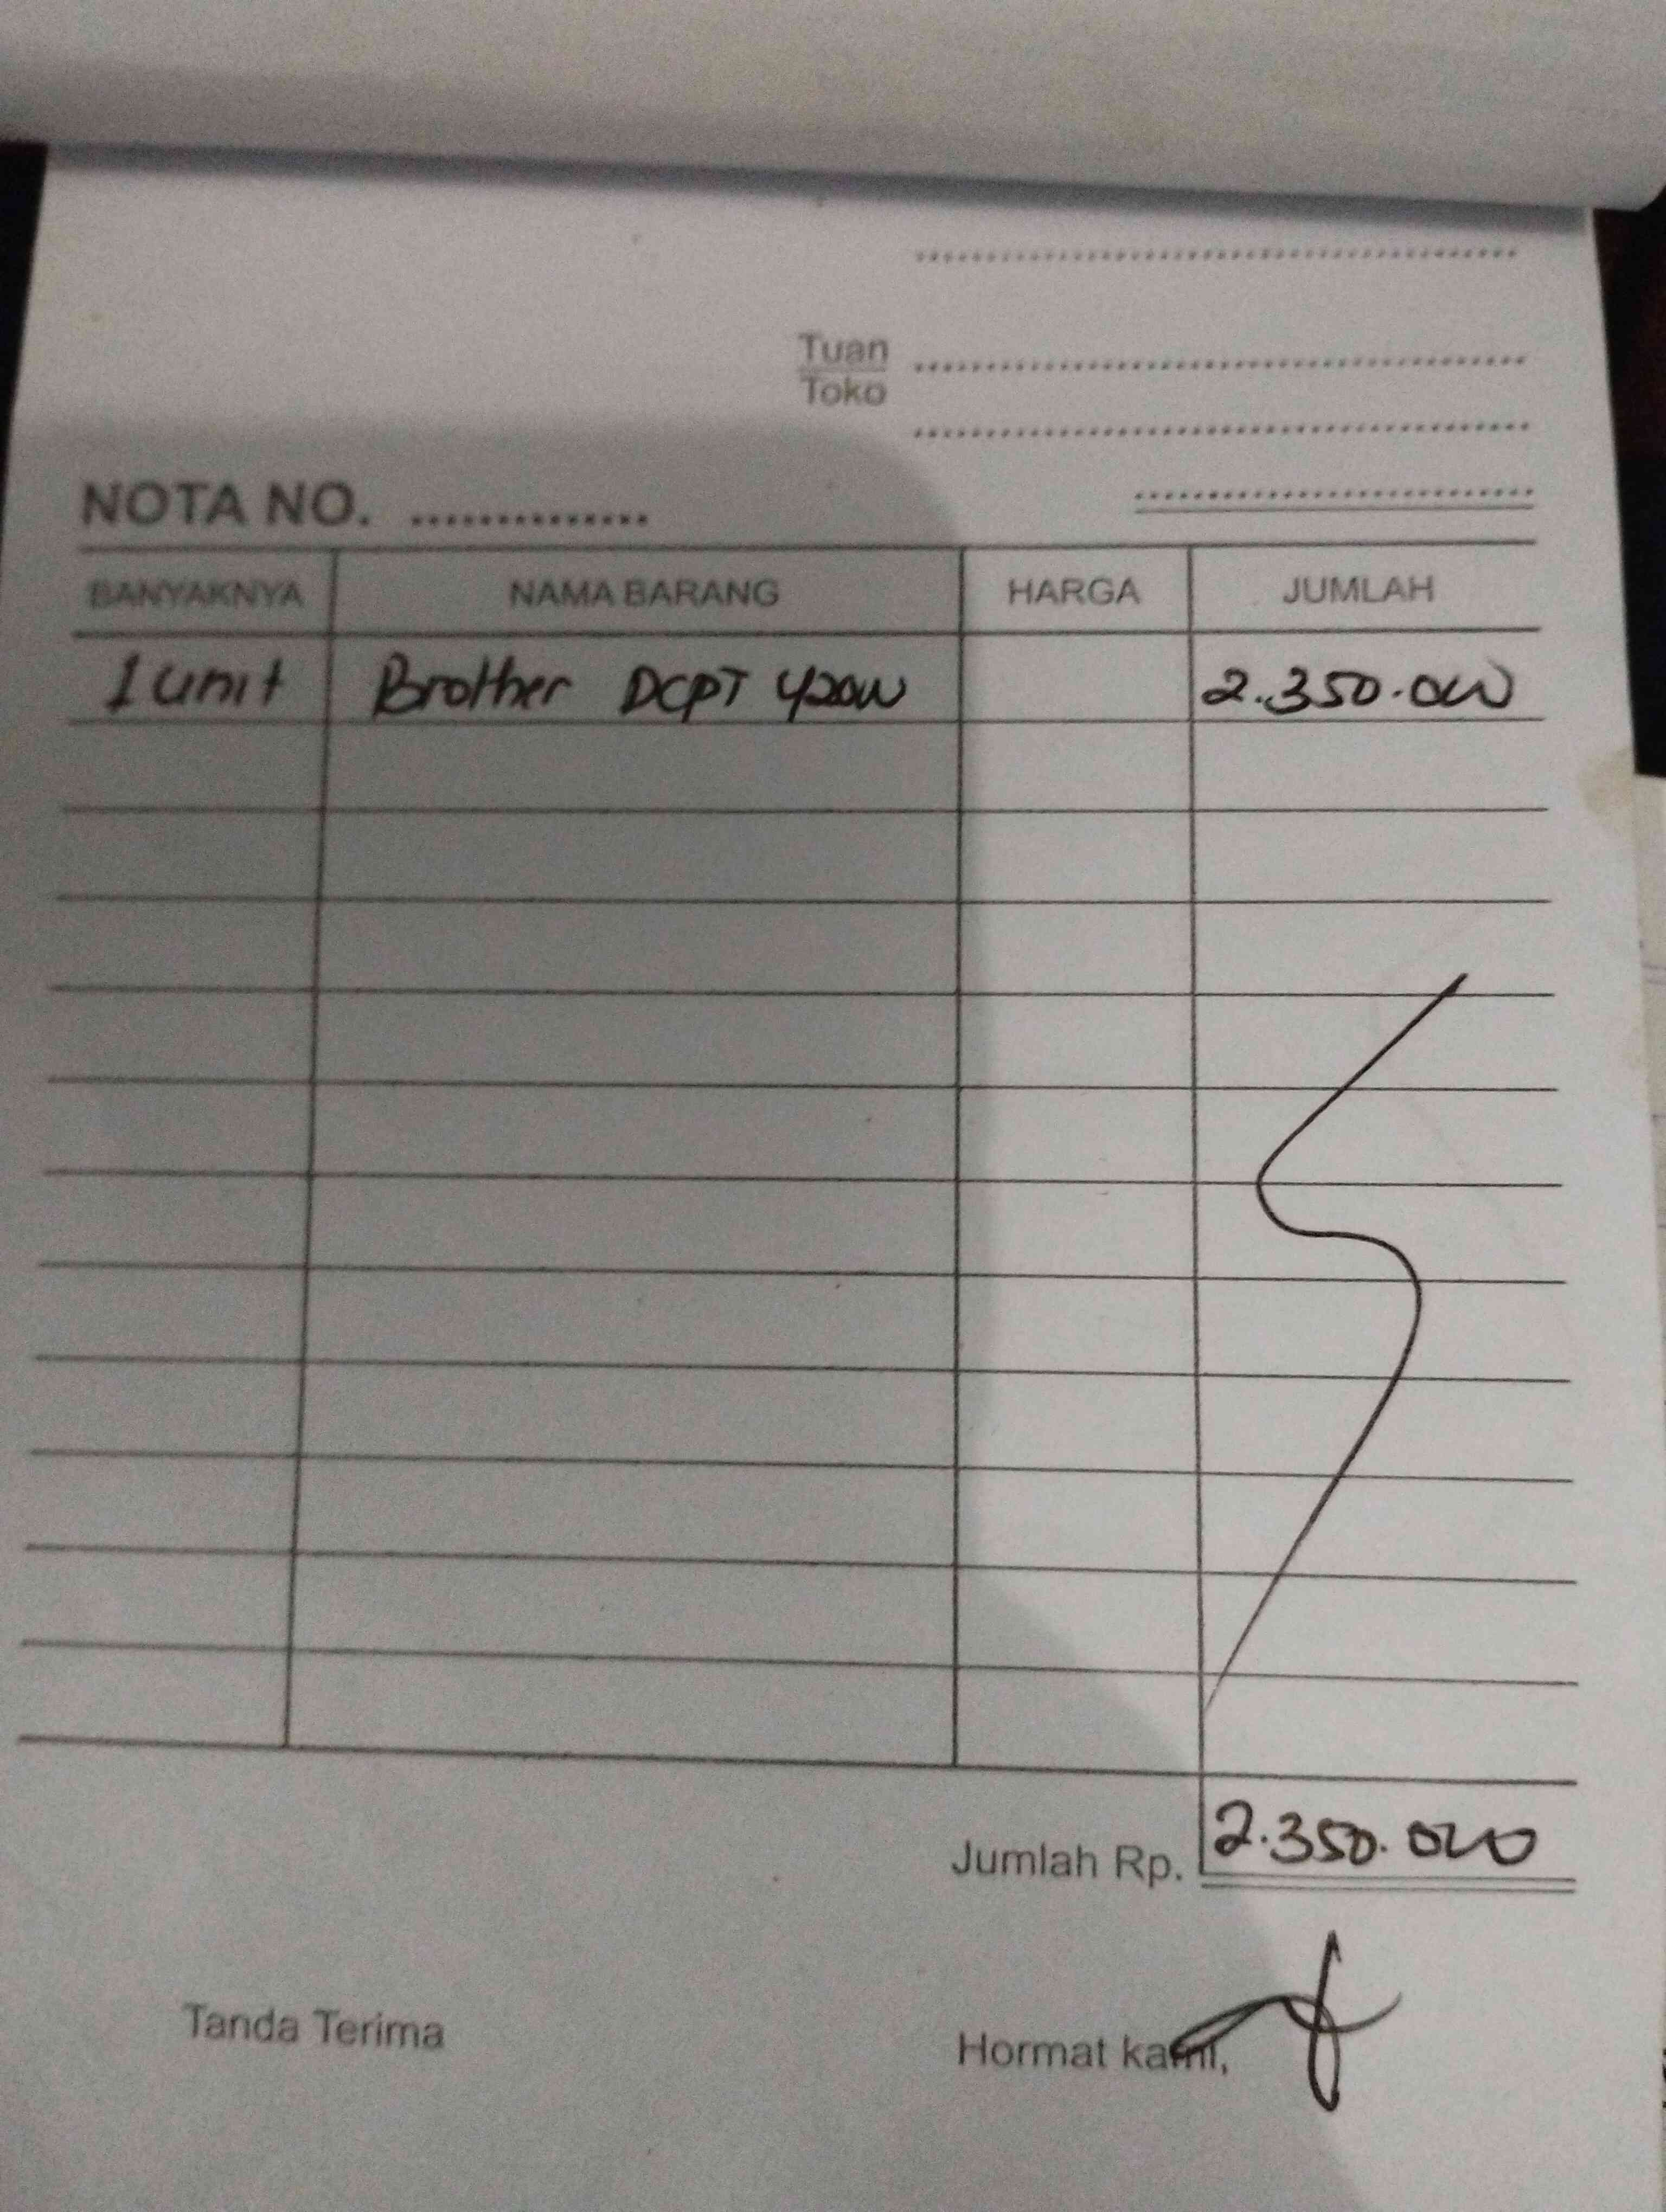 Tuan
Toko
NOTA NO. ..............
BANYAKNYA NAMA BARANG HARGA JUMLAH
1 unit Brother DCPT 420W 2.350.000
Jumlah Rp. 2.350.000
Tanda Terima Hormat kami,